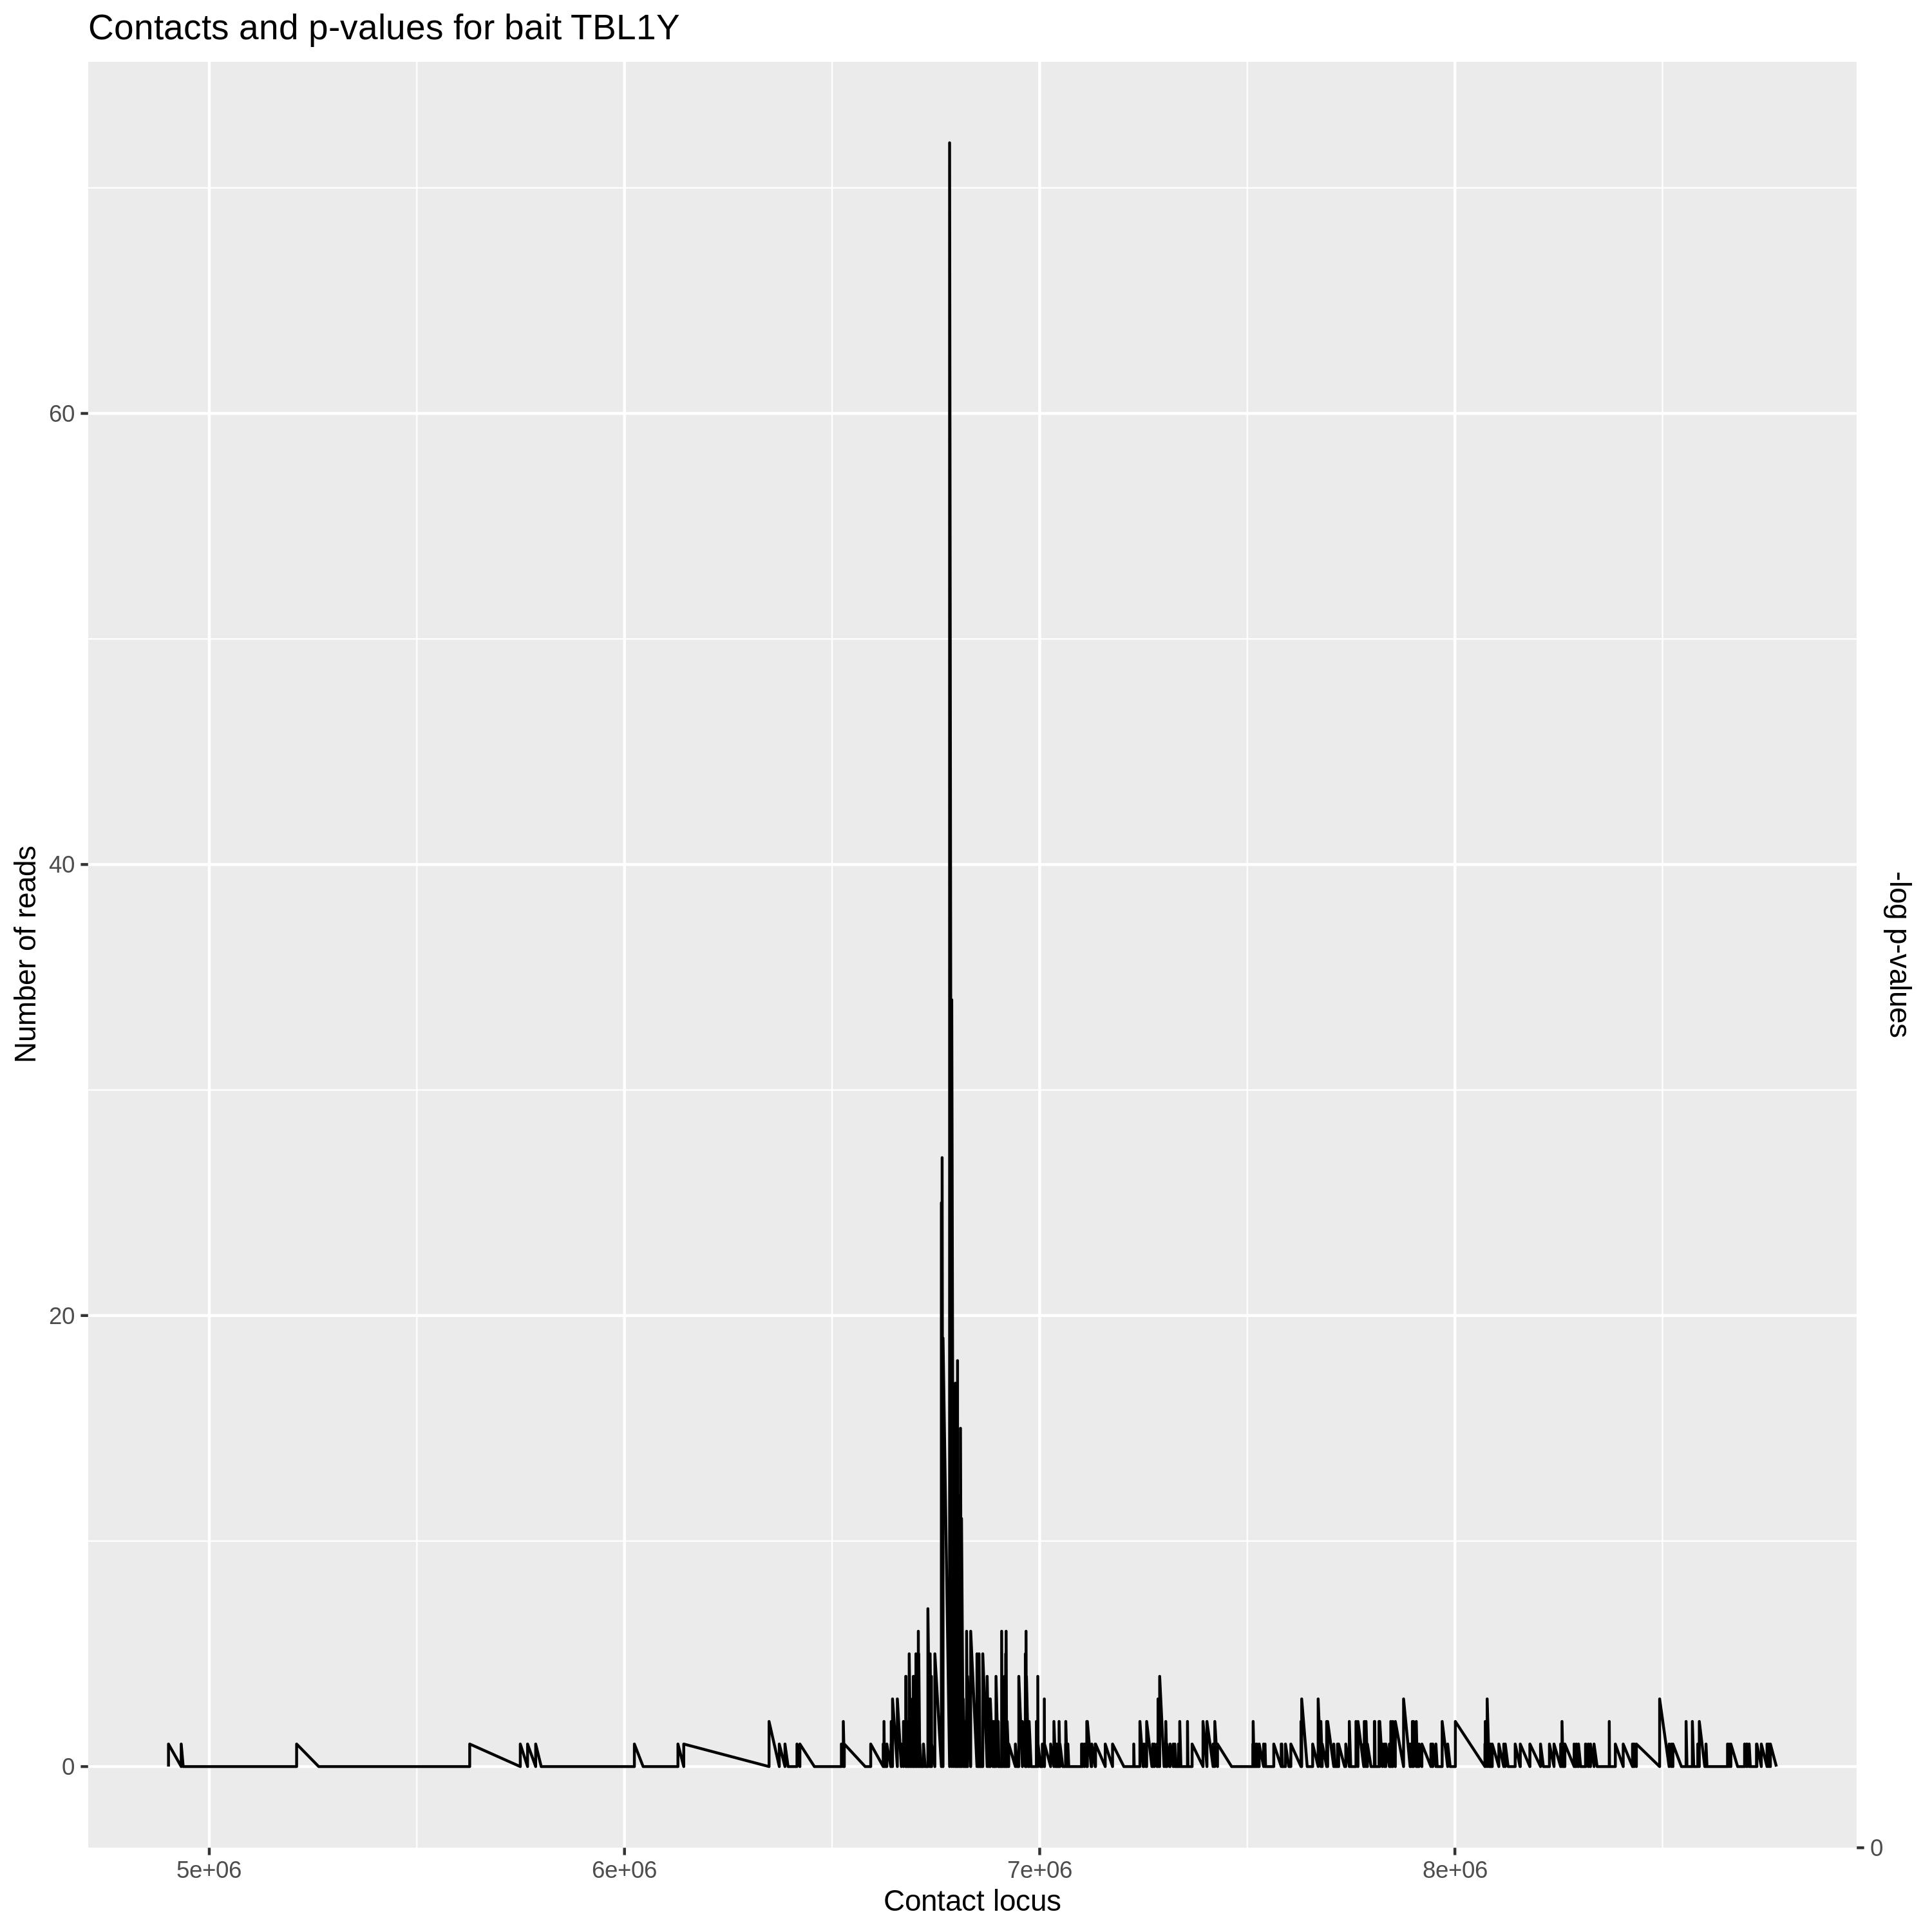 Contacts and p-values for bait TBL1Y
Number of reads
60
40
20
0
-log p-values
0
5e+06
6e+06
7e+06
8e+06
Contact locus